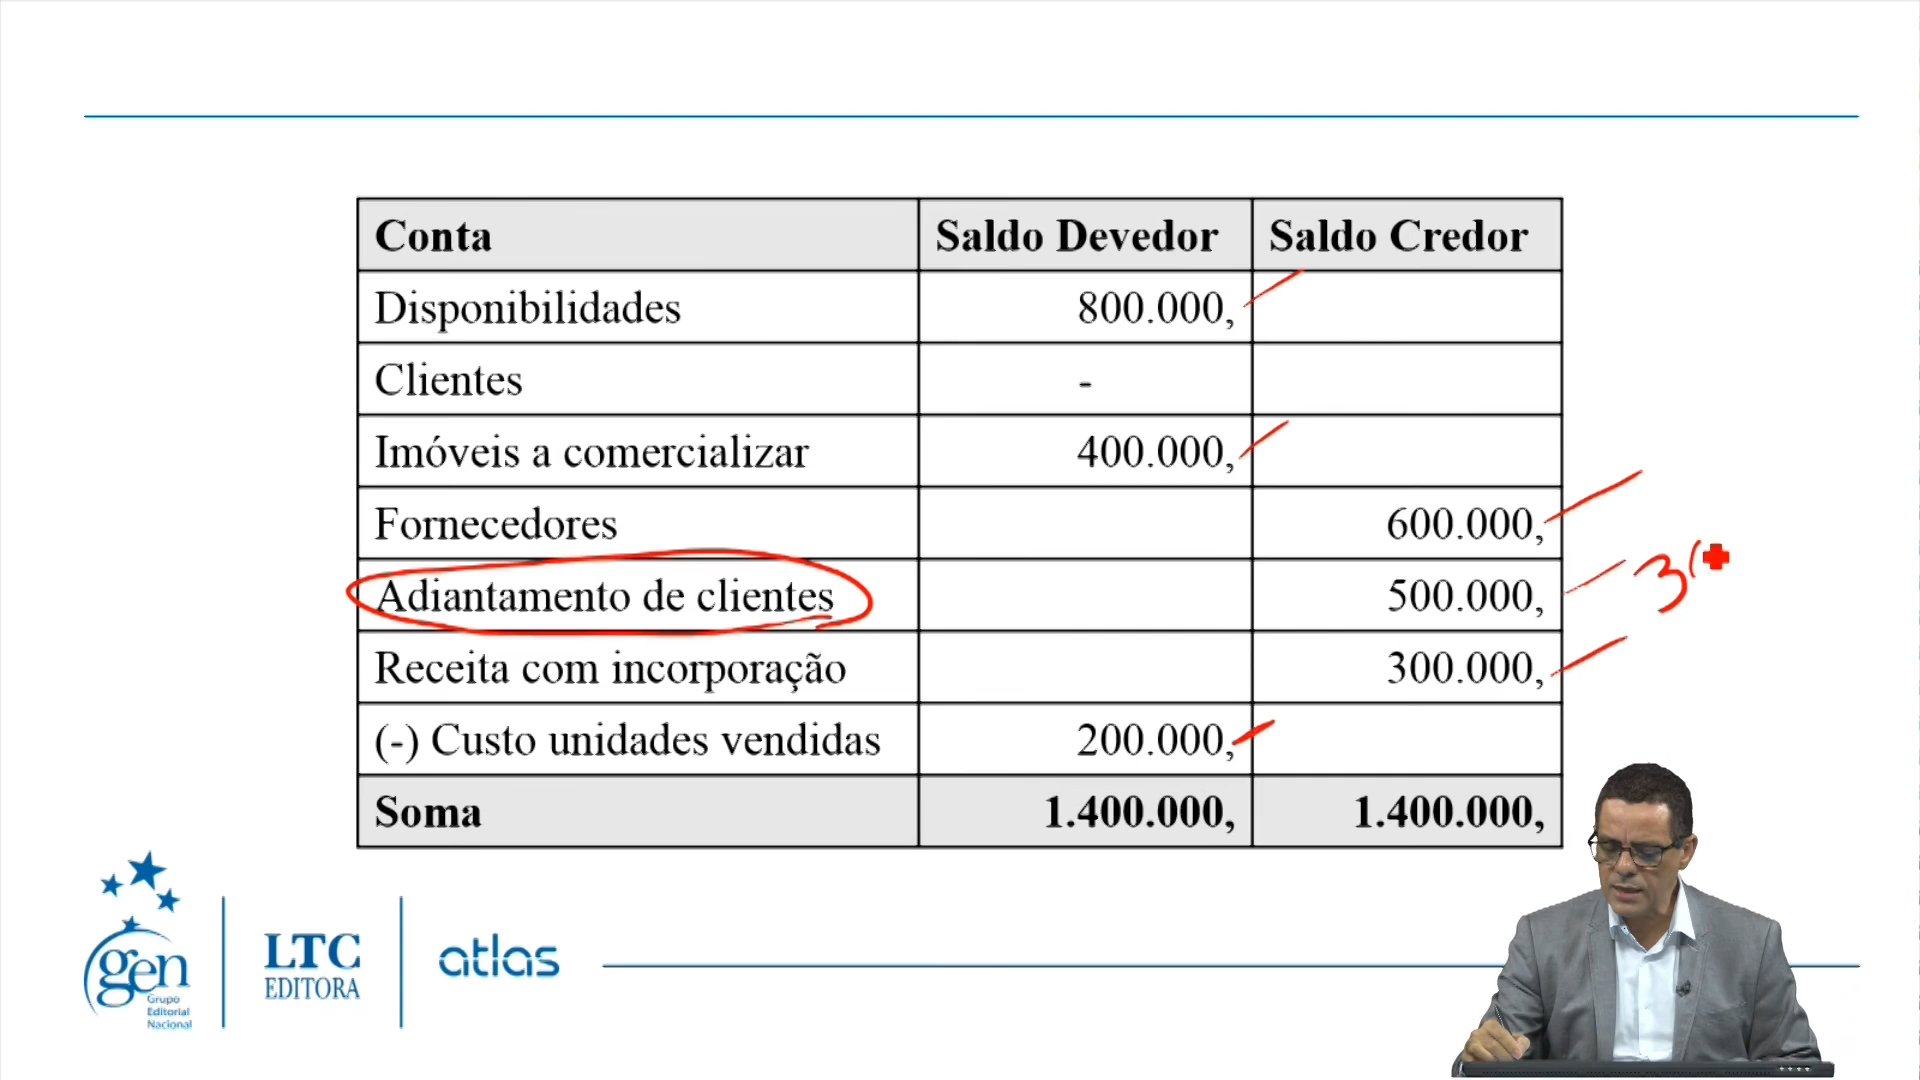 Conta Saldo Devedor Saldo Credor
Disponibilidades 800.000,
Clientes -
Imóveis a comercializar 400.000,
Fornecedores 600.000,
Adiantamento de clientes 500.000,
3
Receita com incorporação 300.000,
(-) Custo unidades vendidas 200.000,
Soma 1.400.000, 1.400.000,
gen
Grupo
Editorial
Nacional
LTC
EDITORA
atlas